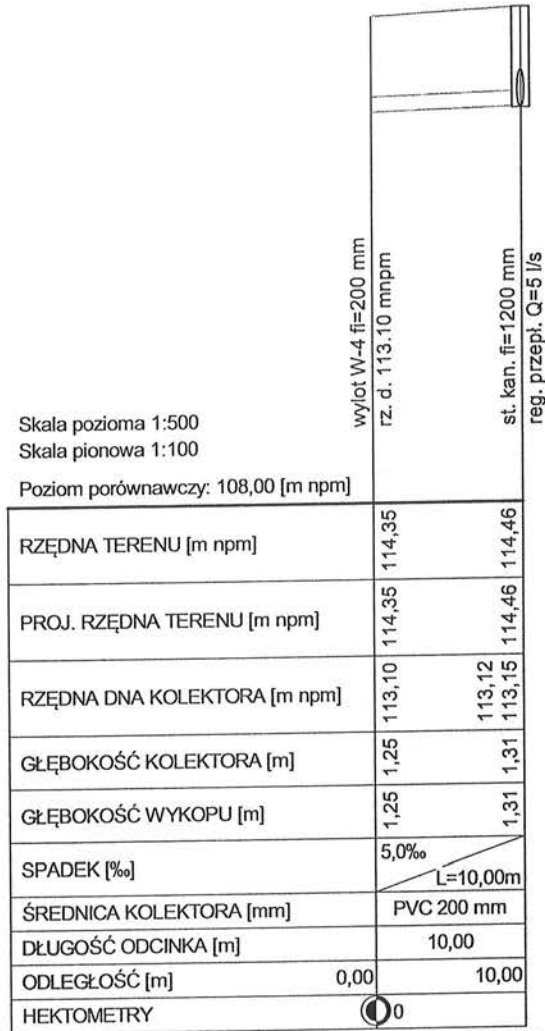 wylot W-4 fi=200 mm
rz. d. 113.10 mnpm
st. kan. fi=1200 mm
reg. przepł. Q=5 l/s
Skala pozioma 1:500
Skala pionowa 1:100
Poziom porównawczy: 108,00 [m npm]
RZĘDNA TERENU [m npm] 114,35 114,46
PROJ. RZĘDNA TERENU [m npm] 114,35 114,46
RZĘDNA DNA KOLEKTORA [m npm] 113,10 113,12 113,15
GŁĘBOKOŚĆ KOLEKTORA [m] 1,25 1,31
GŁĘBOKOŚĆ WYKOPU [m] 1,25 1,31
SPADEK [‰] 5,0‰ L=10,00m
ŚREDNICA KOLEKTORA [mm] PVC 200 mm
DŁUGOŚĆ ODCINKA [m] 10,00
ODLEGŁOŚĆ [m] 0,00 10,00
HEKTOMETRY 0